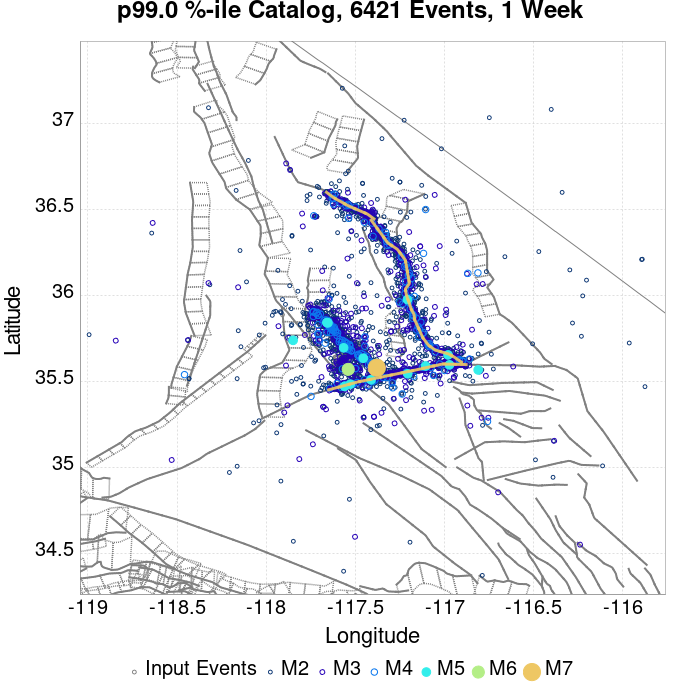 p99.0 %-ile Catalog, 6421 Events, 1 Week
37
36.5
36
35.5
35
34.5
Latitude
-119 -118.5 -118 -117.5 -117 -116.5 -116
Longitude
Input Events M2 M3 M4 M5 M6 M7